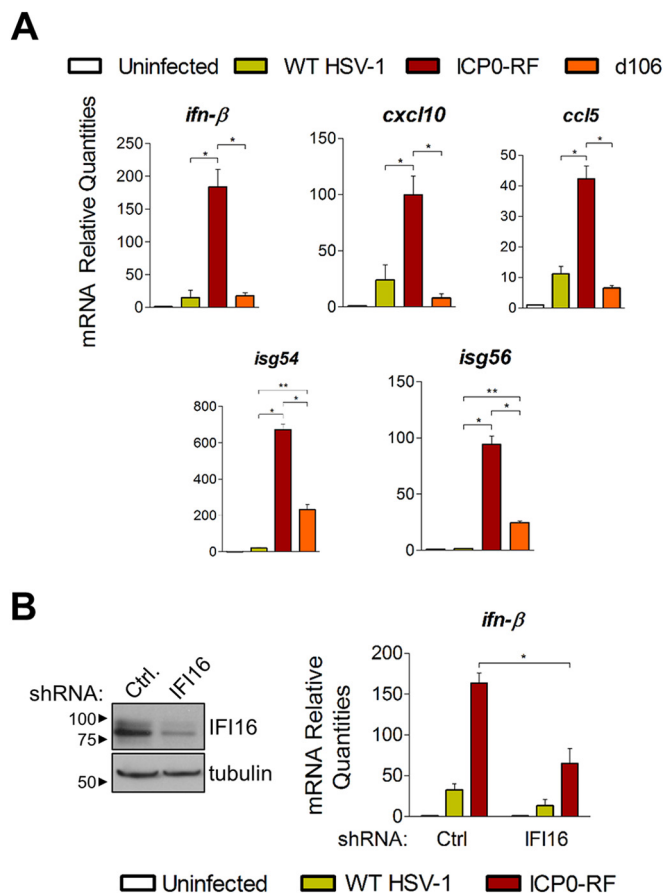 A
Uninfected WT HSV-1 ICP0-RF d106
ifn-β cxcl10 ccl5
mRNA Relative Quantities
250
200
150
100
50
0
* *
150
100
50
0
* *
50
40
30
20
10
0
* *
isg54 isg56
800
600
400
200
0
**
* *
150
100
50
0
**
* *
B
shRNA: Ctrl. IFI16
100
75
IFI16
50
tubulin
ifn-β
mRNA Relative
Quantities
200
150
100
50
0
*
shRNA: Ctrl IFI16
Uninfected WT HSV-1 ICP0-RF